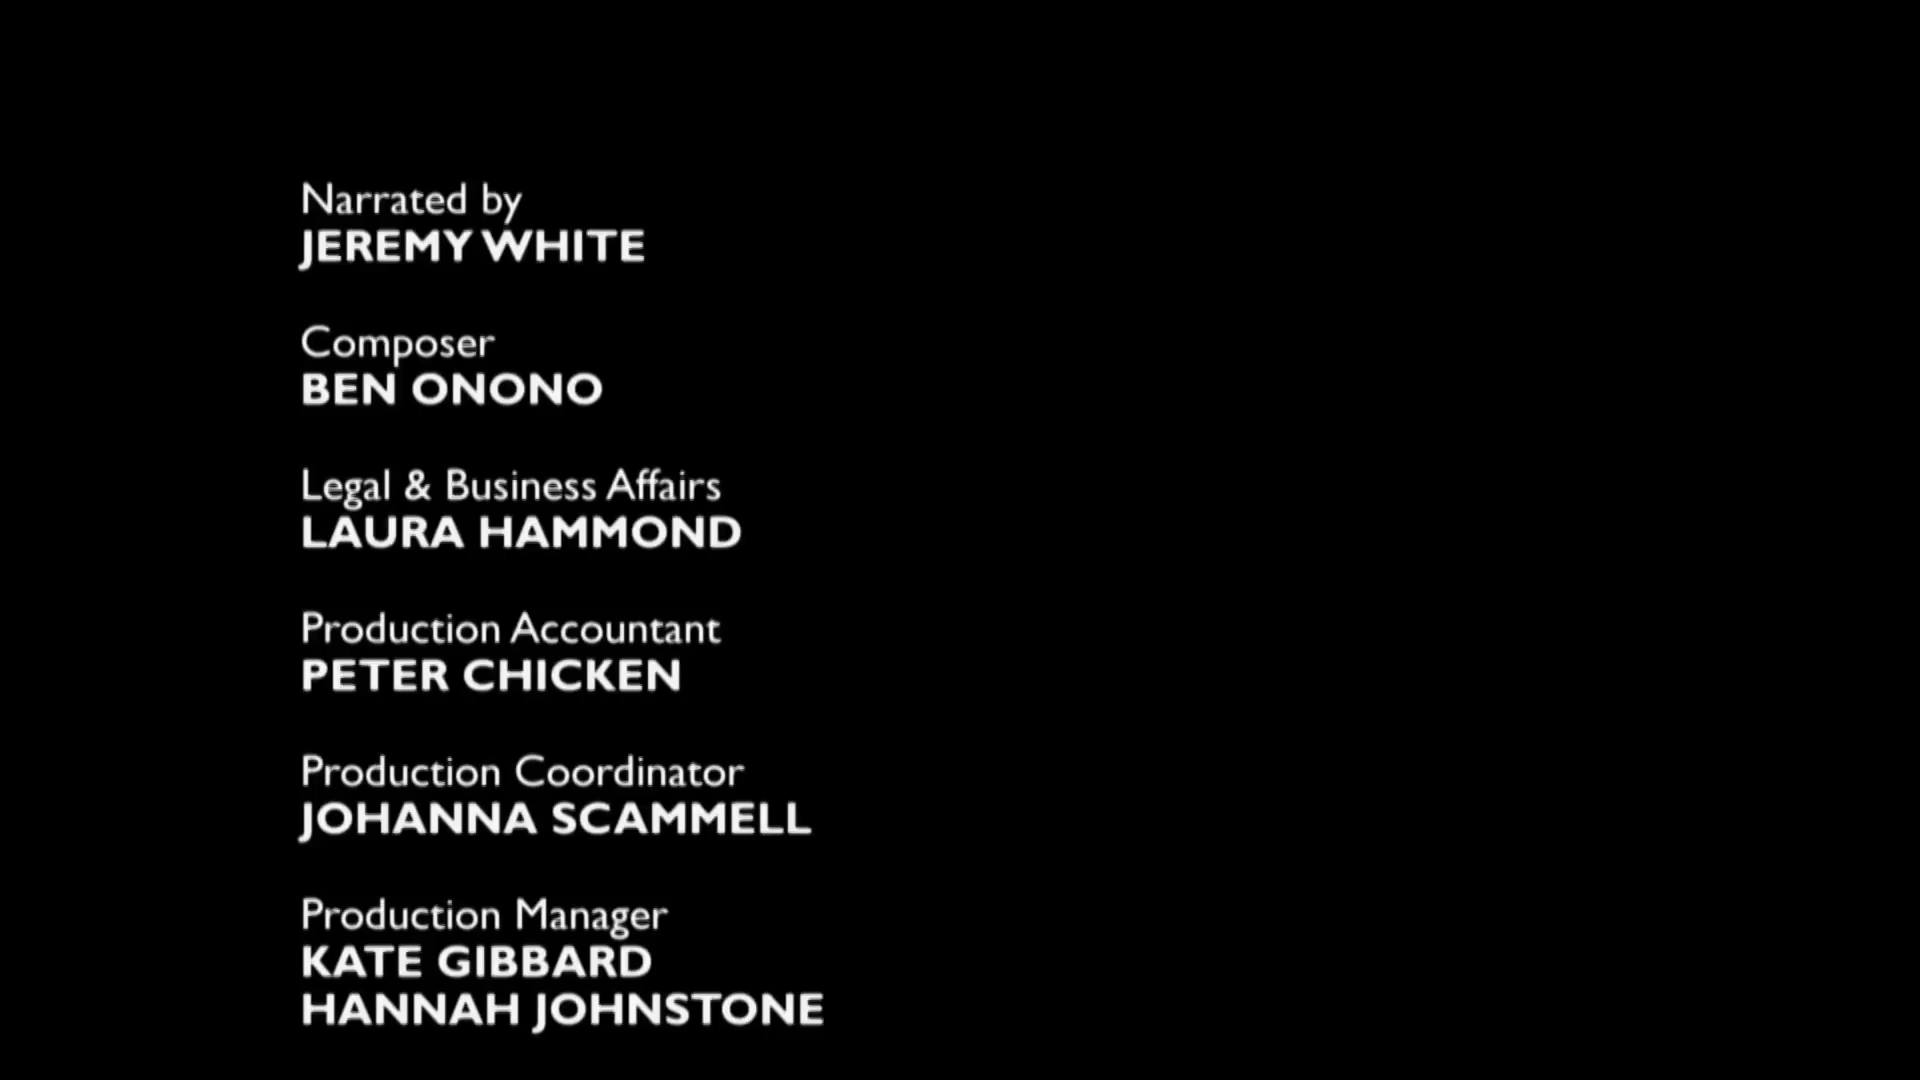 Narrated by
JEREMY WHITE
Composer
BEN ONONO
Legal & Business Affairs
LAURA HAMMOND
Production Accountant
PETER CHICKEN
Production Coordinator
JOHANNA SCAMMELL
Production Manager
KATE GIBBARD
HANNAH JOHNSTONE